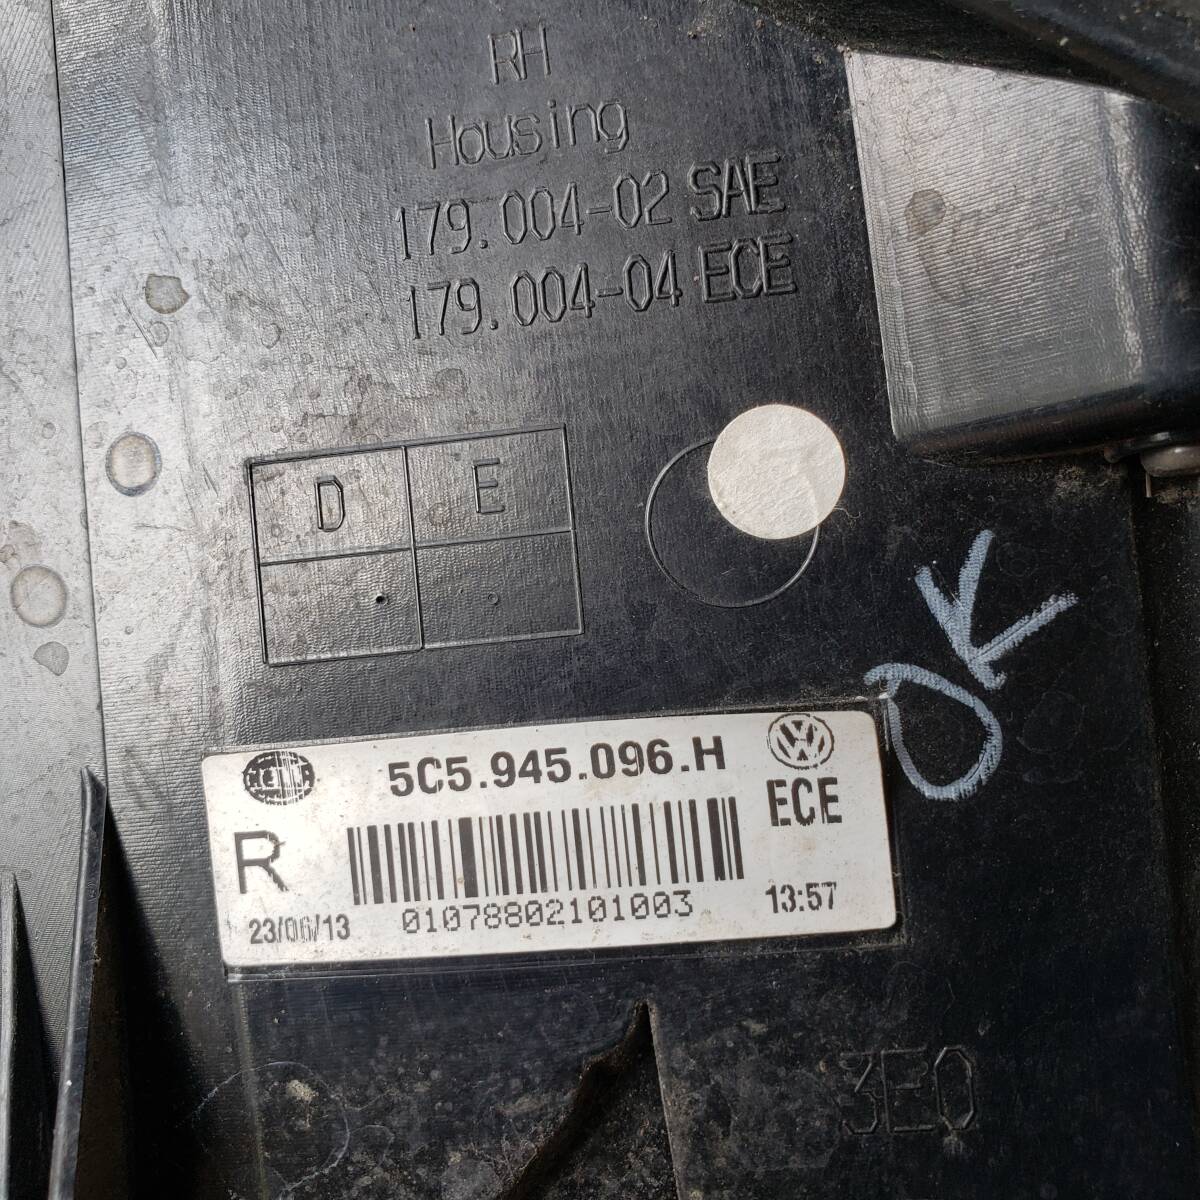 RH
Housing
179.004-02 SAE
179.004-04 ECE
D E
OK
HELLA
5C5.945.096.H
ECE
R
23/06/13
01078802101003
13:57
3E0